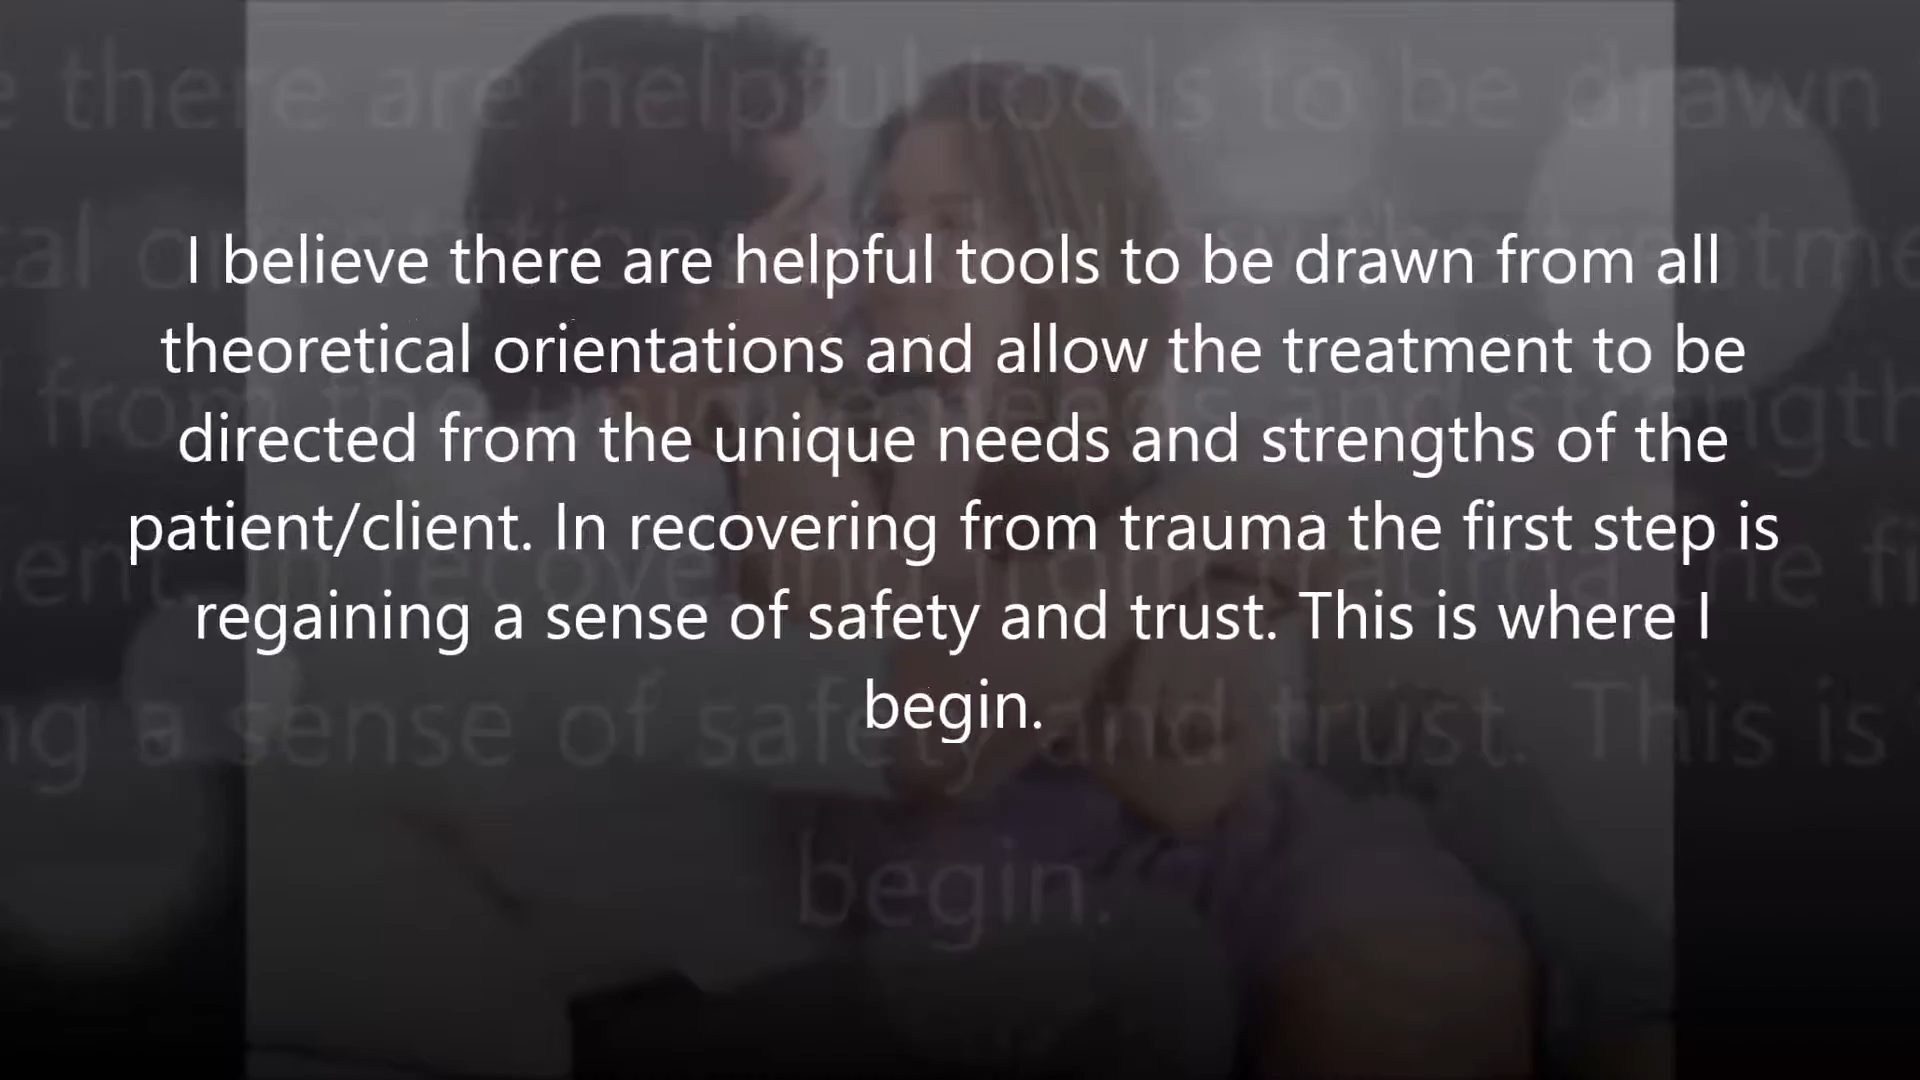 I believe there are helpful tools to be drawn from all
theoretical orientations and allow the treatment to be
directed from the unique needs and strengths of the
patient/client. In recovering from trauma the first step is
regaining a sense of safety and trust. This is where I
begin.